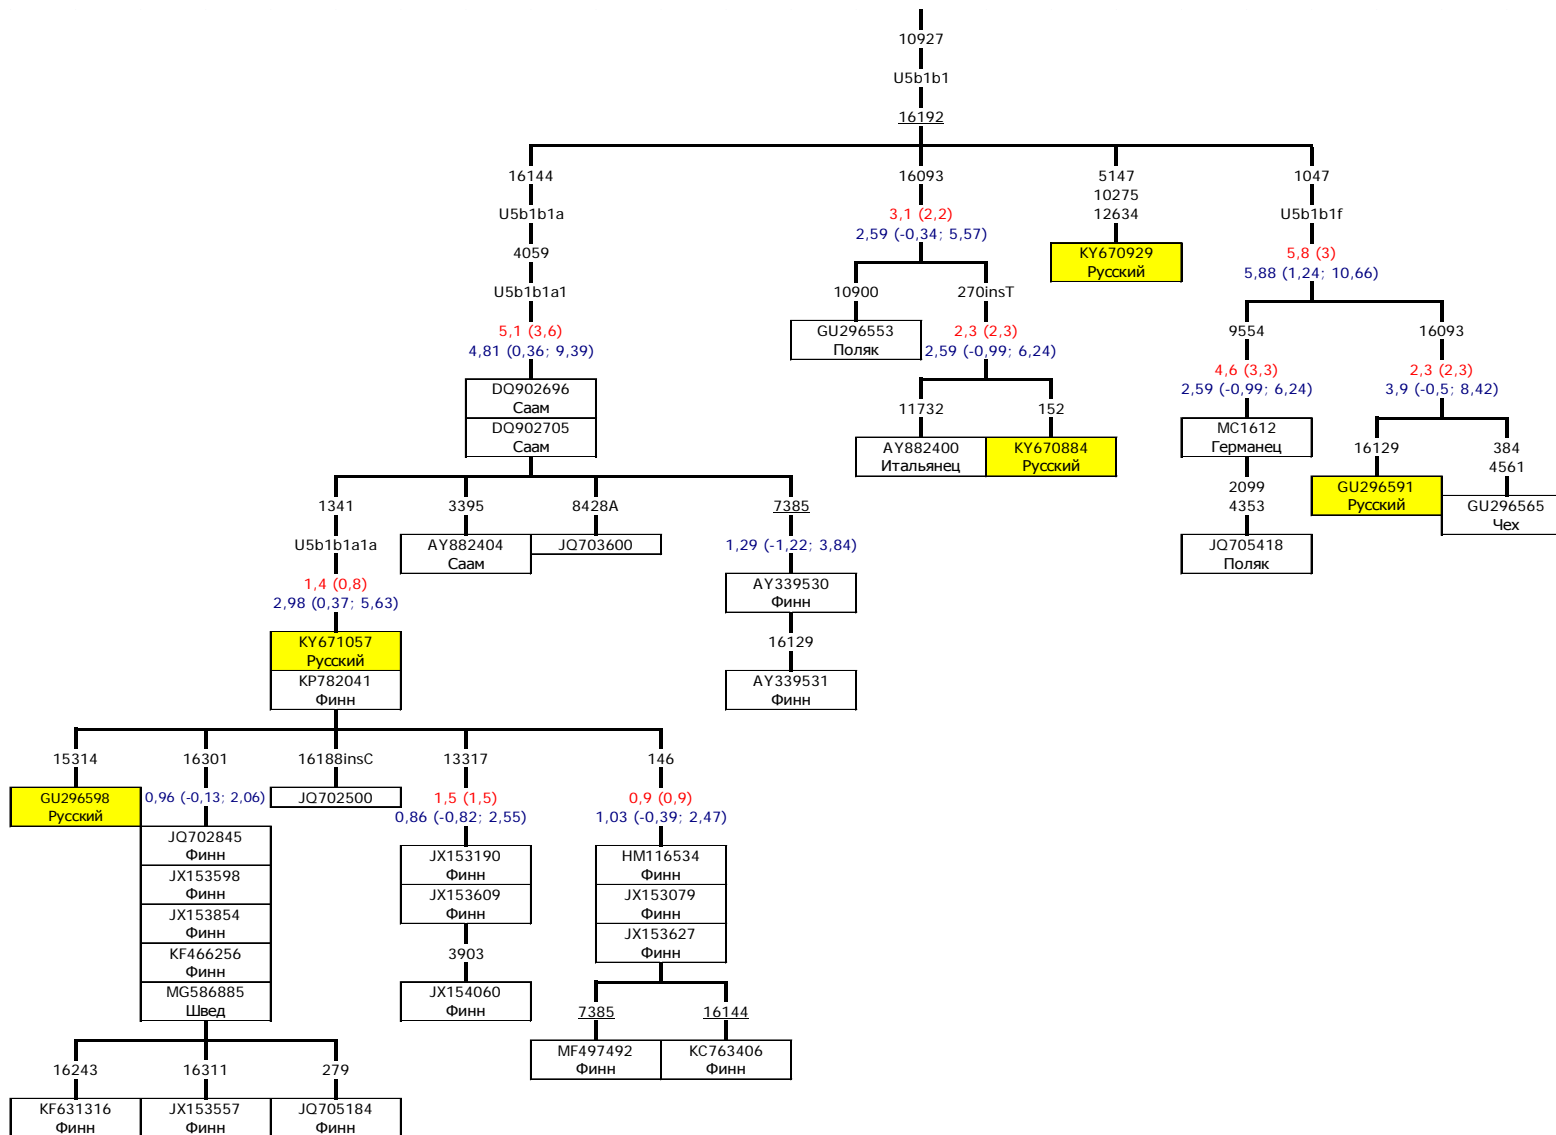 10927
U5b1b1
16192
16144
16093
5147
1047
10275
U5b1b1a
3,1 (2,2)
12634
U5b1b1f
2,59 (-0,34; 5,57)
4059
KY670929
5,8 (3)
Русский
5,88 (1,24; 10,66)
U5b1b1a1
10900
270insT
5,1 (3,6)
GU296553
2,3 (2,3)
9554
16093
4,81 (0,36; 9,39)
Поляк
2,59 (-0,99; 6,24)
4,6 (3,3)
2,3 (2,3)
DQ902696
2,59 (-0,99; 6,24)
3,9 (-0,5; 8,42)
Саам
DQ902705
11732
152
MC1612
Саам
Германец
AY882400
KY670884
16129
384
Итальянец
Русский
4561
2099
GU296591
1341
3395
8428A
7385
4353
Русский
GU296565
Чех
U5b1b1a1a
AY882404
JQ703600
1,29 (-1,22; 3,84)
JQ705418
Саам
Поляк
1,4 (0,8)
AY339530
2,98 (0,37; 5,63)
Финн
KY671057
16129
Русский
KP782041
AY339531
Финн
Финн
15314
16301
16188insC
13317
146
GU296598
0,96 (-0,13; 2,06)
JQ702500
1,5 (1,5)
0,9 (0,9)
Русский
0,86 (-0,82; 2,55)
1,03 (-0,39; 2,47)
JQ702845
JX153190
HM116534
Финн
Финн
Финн
JX153598
JX153609
JX153079
Финн
Финн
Финн
JX153854
JX153627
Финн
3903
Финн
KF466256
Финн
MG586885
JX154060
Швед
Финн
7385
16144
MF497492
KC763406
16243
16311
279
Финн
Финн
KF631316
JX153557
JQ705184
Финн
Финн
Финн